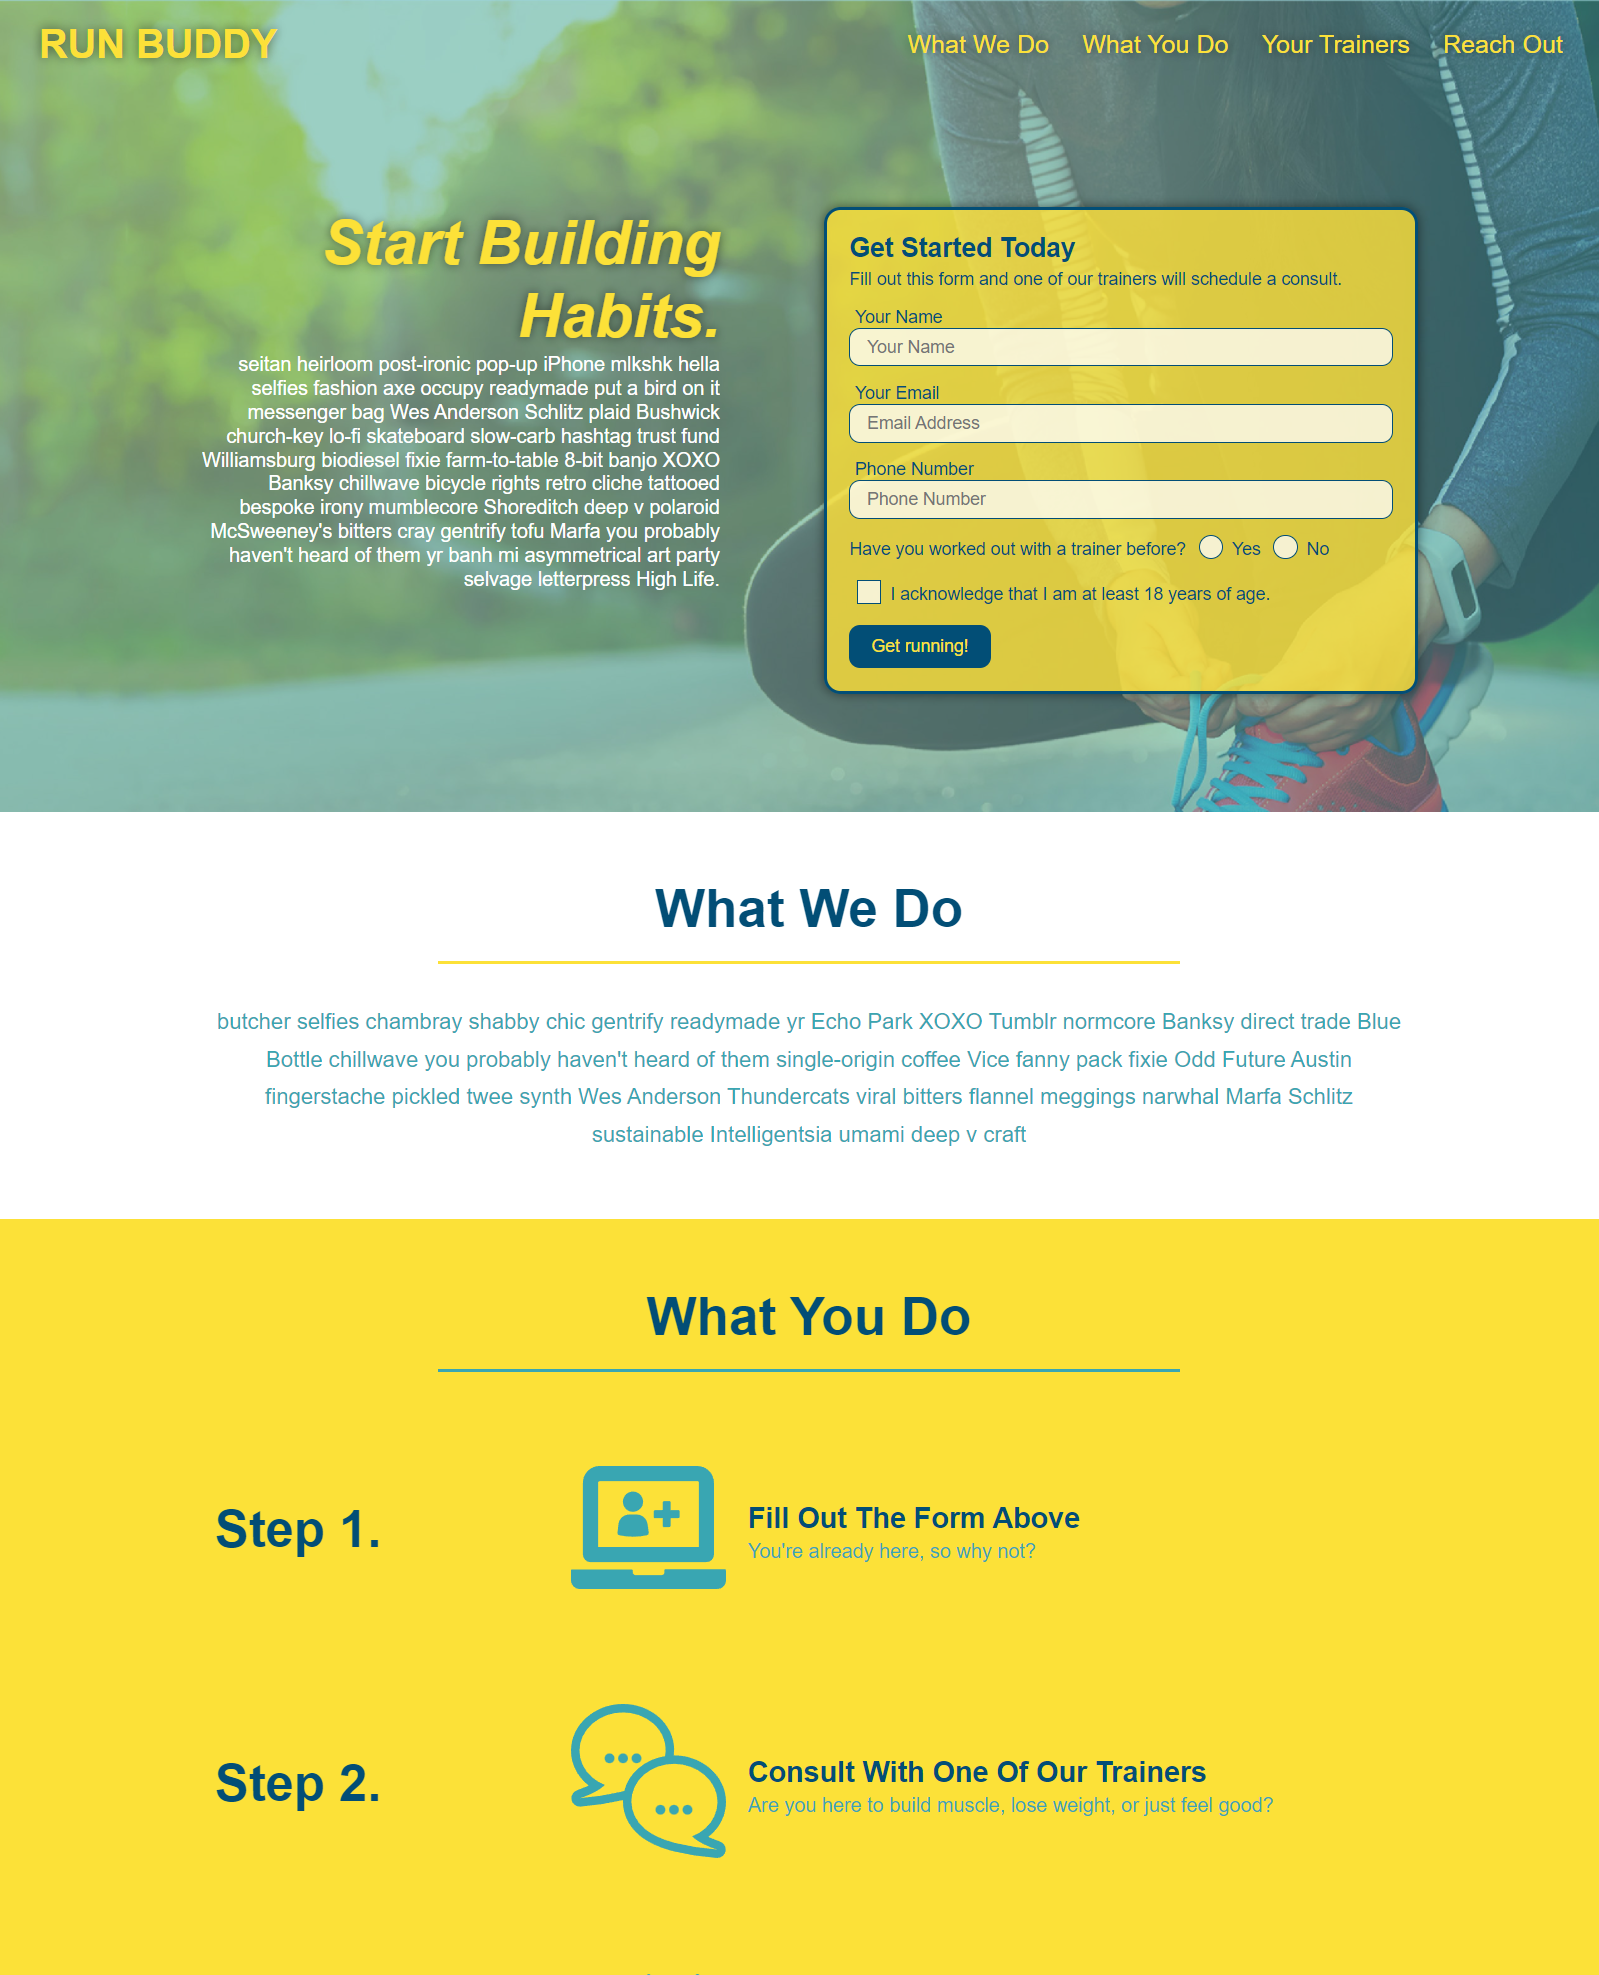 RUN BUDDY
What We Do What You Do Your Trainers Reach Out
Start Building
Habits.
seitan heirloom post-ironic pop-up iPhone mlkshk hella
selfies fashion axe occupy readymade put a bird on it
messenger bag Wes Anderson Schlitz plaid Bushwick
church-key lo-fi skateboard slow-carb hashtag trust fund
Williamsburg biodiesel fixie farm-to-table 8-bit banjo XOXO
Banksy chillwave bicycle rights retro cliche tattooed
bespoke irony mumblecore Shoreditch deep v polaroid
McSweeney's bitters cray gentrify tofu Marfa you probably
haven't heard of them yr banh mi asymmetrical art party
selvage letterpress High Life.
Get Started Today
Fill out this form and one of our trainers will schedule a consult.
Your Name
Your Name
Your Email
Email Address
Phone Number
Phone Number
Have you worked out with a trainer before? Yes No
I acknowledge that I am at least 18 years of age.
Get running!
What We Do
butcher selfies chambray shabby chic gentrify readymade yr Echo Park XOXO Tumblr normcore Banksy direct trade Blue
Bottle chillwave you probably haven't heard of them single-origin coffee Vice fanny pack fixie Odd Future Austin
fingerstache pickled twee synth Wes Anderson Thundercats viral bitters flannel meggings narwhal Marfa Schlitz
sustainable Intelligentsia umami deep v craft
What You Do
Step 1.
Fill Out The Form Above
You're already here, so why not?
Step 2.
Consult With One Of Our Trainers
Are you here to build muscle, lose weight, or just feel good?